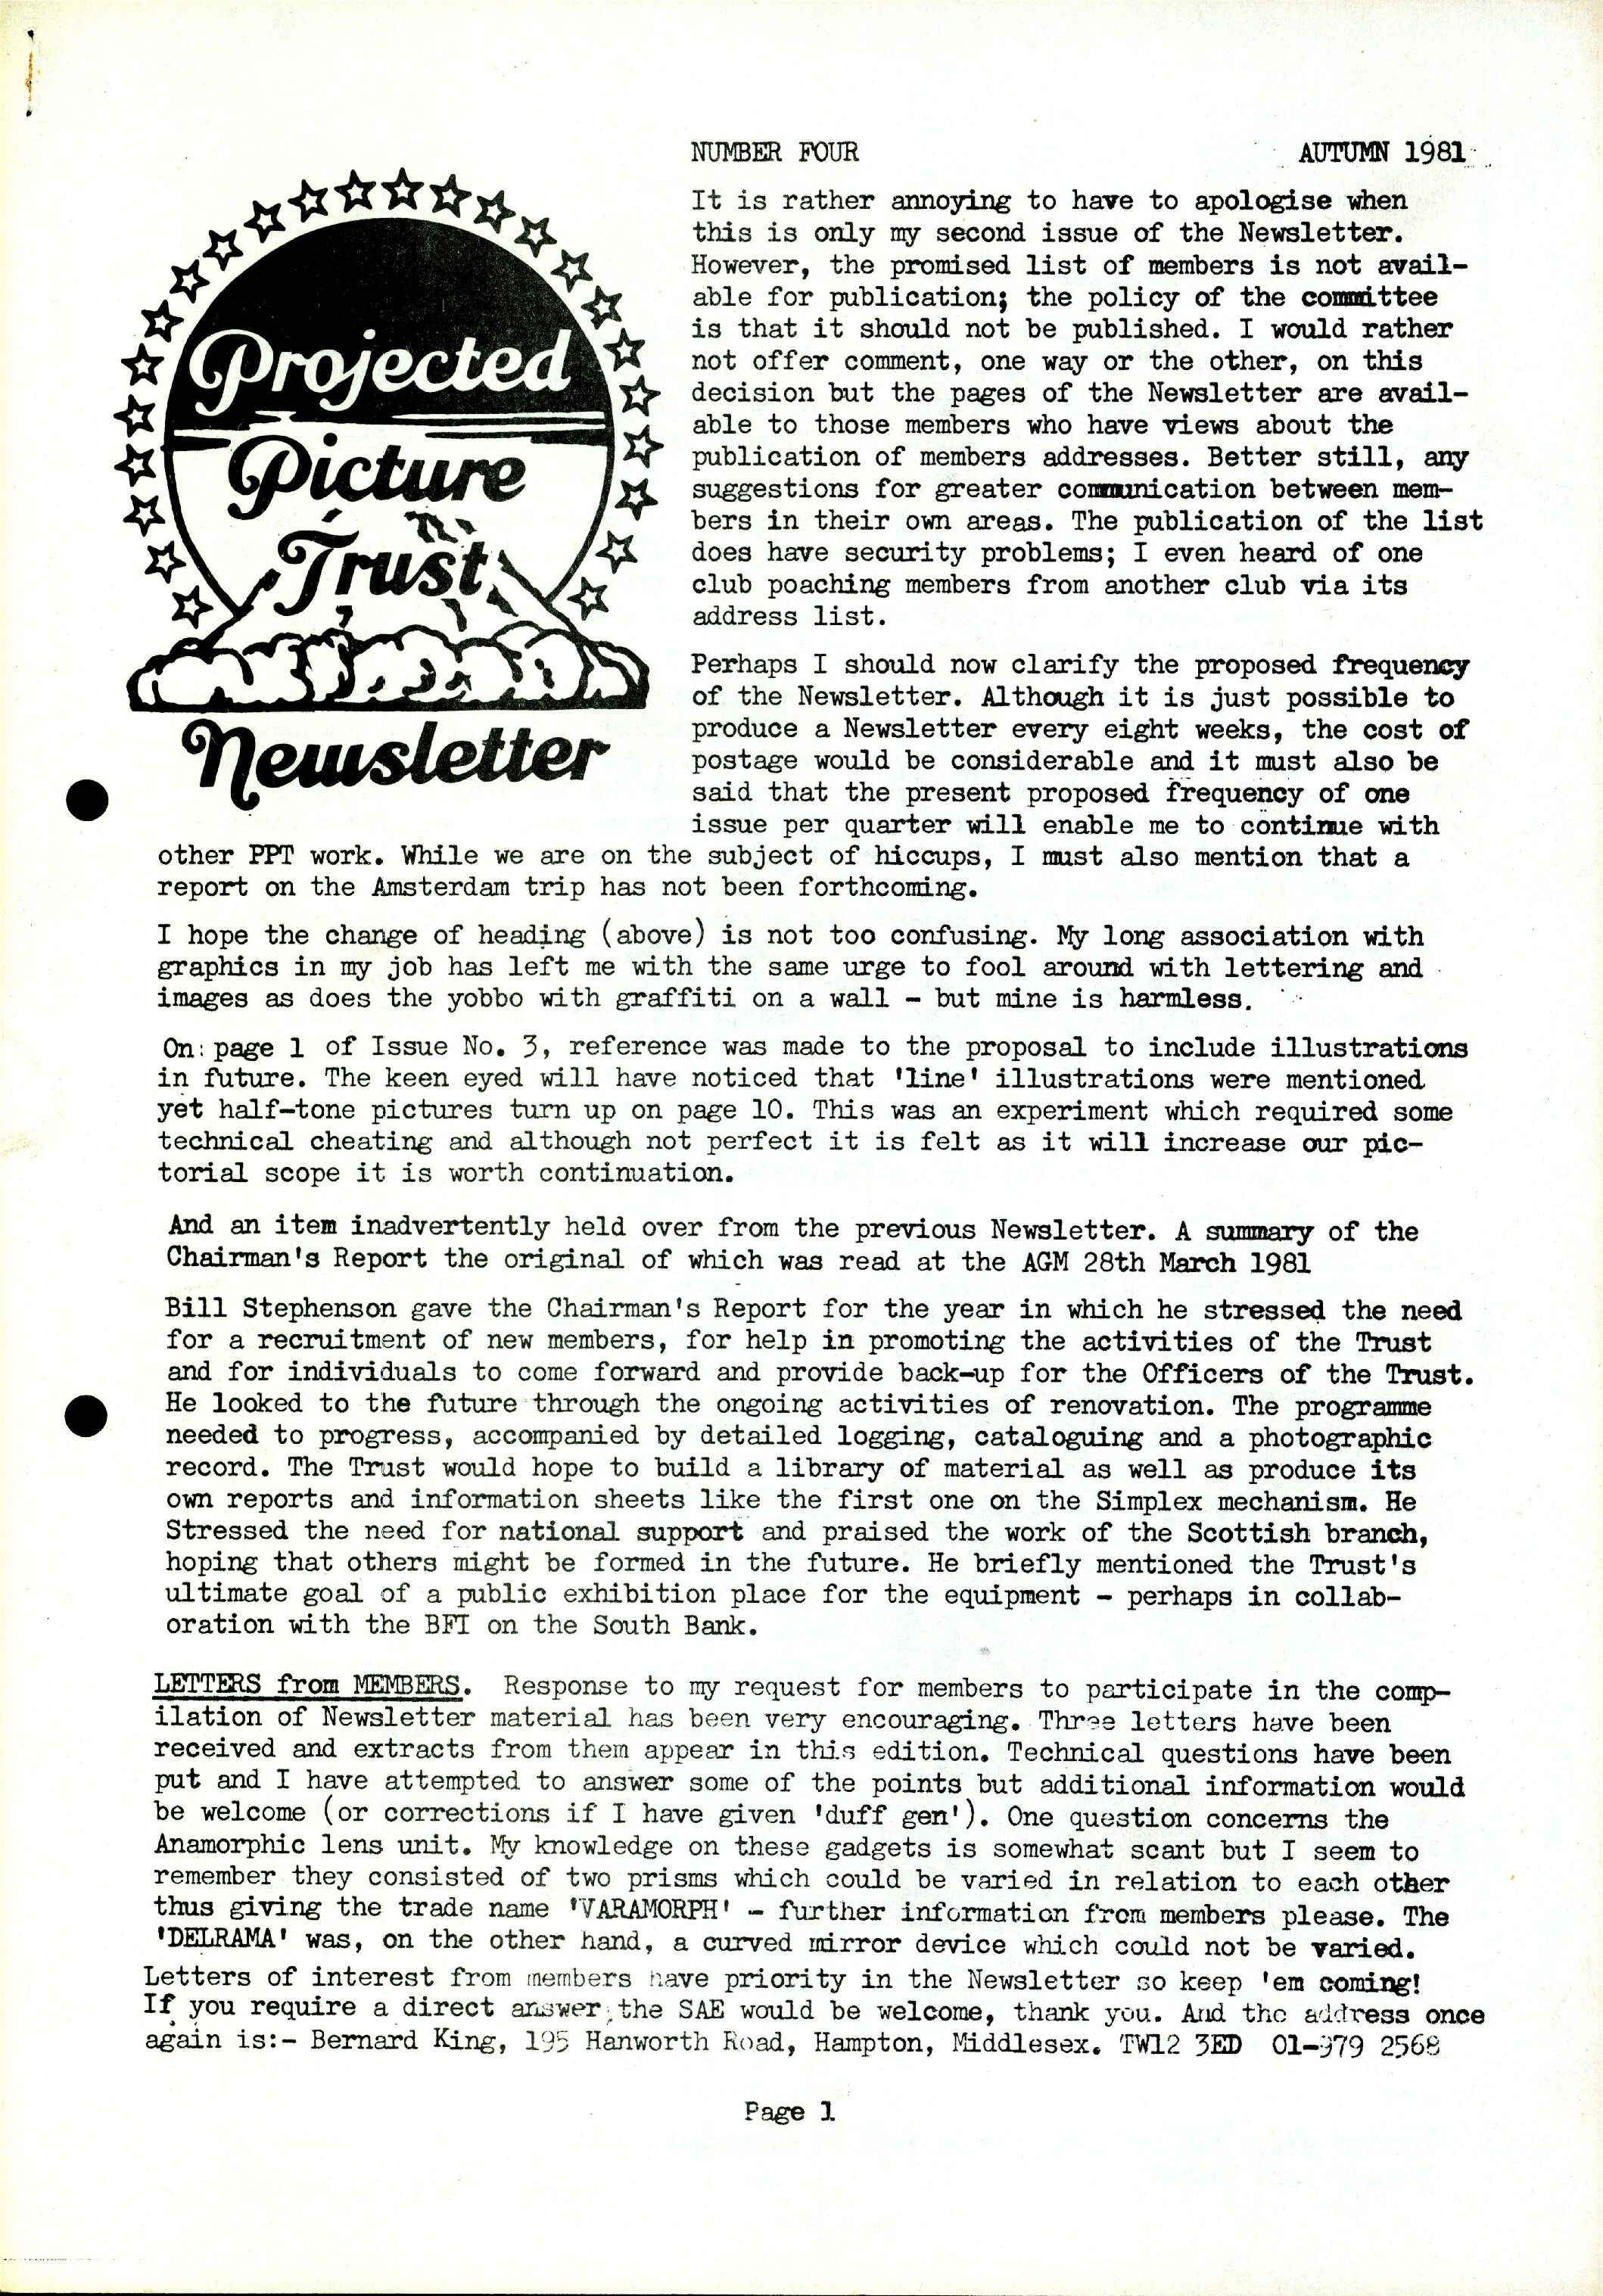 Projected
Picture
Trust
Newsletter
NUMBER FOUR AUTUMN 1981
It is rather annoying to have to apologise when
this is only my second issue of the Newsletter.
However, the promised list of members is not avail-
able for publication; the policy of the committee
is that it should not be published. I would rather
not offer comment, one way or the other, on this
decision but the pages of the Newsletter are avail-
able to those members who have views about the
publication of members addresses. Better still, any
suggestions for greater communication between mem-
bers in their own areas. The publication of the list
does have security problems; I even heard of one
club poaching members from another club via its
address list.
Perhaps I should now clarify the proposed frequency
of the Newsletter. Although it is just possible to
produce a Newsletter every eight weeks, the cost of
postage would be considerable and it must also be
said that the present proposed frequency of one
issue per quarter will enable me to continue with
other PPT work. While we are on the subject of hiccups, I must also mention that a
report on the Amsterdam trip has not been forthcoming.
I hope the change of heading (above) is not too confusing. My long association with
graphics in my job has left me with the same urge to fool around with lettering and
images as does the yobbo with graffiti on a wall - but mine is harmless.
On page 1 of Issue No. 3, reference was made to the proposal to include illustrations
in future. The keen eyed will have noticed that 'line' illustrations were mentioned
yet half-tone pictures turn up on page 10. This was an experiment which required some
technical cheating and although not perfect it is felt as it will increase our pic-
torial scope it is worth continuation.
And an item inadvertently held over from the previous Newsletter. A summary of the
Chairman's Report the original of which was read at the AGM 28th March 1981
Bill Stephenson gave the Chairman's Report for the year in which he stressed the need
for a recruitment of new members, for help in promoting the activities of the Trust
and for individuals to come forward and provide back-up for the Officers of the Trust.
He looked to the future through the ongoing activities of renovation. The programme
needed to progress, accompanied by detailed logging, cataloguing and a photographic
record. The Trust would hope to build a library of material as well as produce its
own reports and information sheets like the first one on the Simplex mechanism. He
Stressed the need for national support and praised the work of the Scottish branch,
hoping that others might be formed in the future. He briefly mentioned the Trust's
ultimate goal of a public exhibition place for the equipment - perhaps in collab-
oration with the BFI on the South Bank.
LETTERS from MEMBERS. Response to my request for members to participate in the comp-
ilation of Newsletter material has been very encouraging. Three letters have been
received and extracts from them appear in this edition. Technical questions have been
put and I have attempted to answer some of the points but additional information would
be welcome (or corrections if I have given 'duff gen'). One question concerns the
Anamorphic lens unit. My knowledge on these gadgets is somewhat scant but I seem to
remember they consisted of two prisms which could be varied in relation to each other
thus giving the trade name 'VARAMORPH' - further information from members please. The
'DELRAMA' was, on the other hand, a curved mirror device which could not be varied.
Letters of interest from members have priority in the Newsletter so keep 'em coming!
If you require a direct answer the SAE would be welcome, thank you. And the address once
again is:- Bernard King, 195 Hanworth Road, Hampton, Middlesex. TW12 3ED 01-979 2568
Page 1